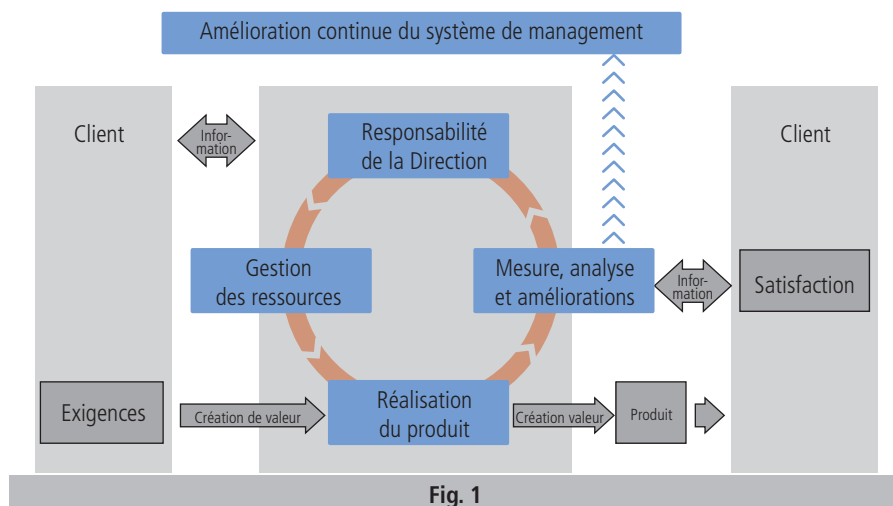 Amélioration continue du système de management
Client
Infor-
mation
Responsabilité
de la Direction
Client
Gestion
des ressources
Mesure, analyse
et améliorations
Infor-
mation
Satisfaction
Exigences
Création de valeur
Réalisation
du produit
Création valeur
Produit
Fig. 1